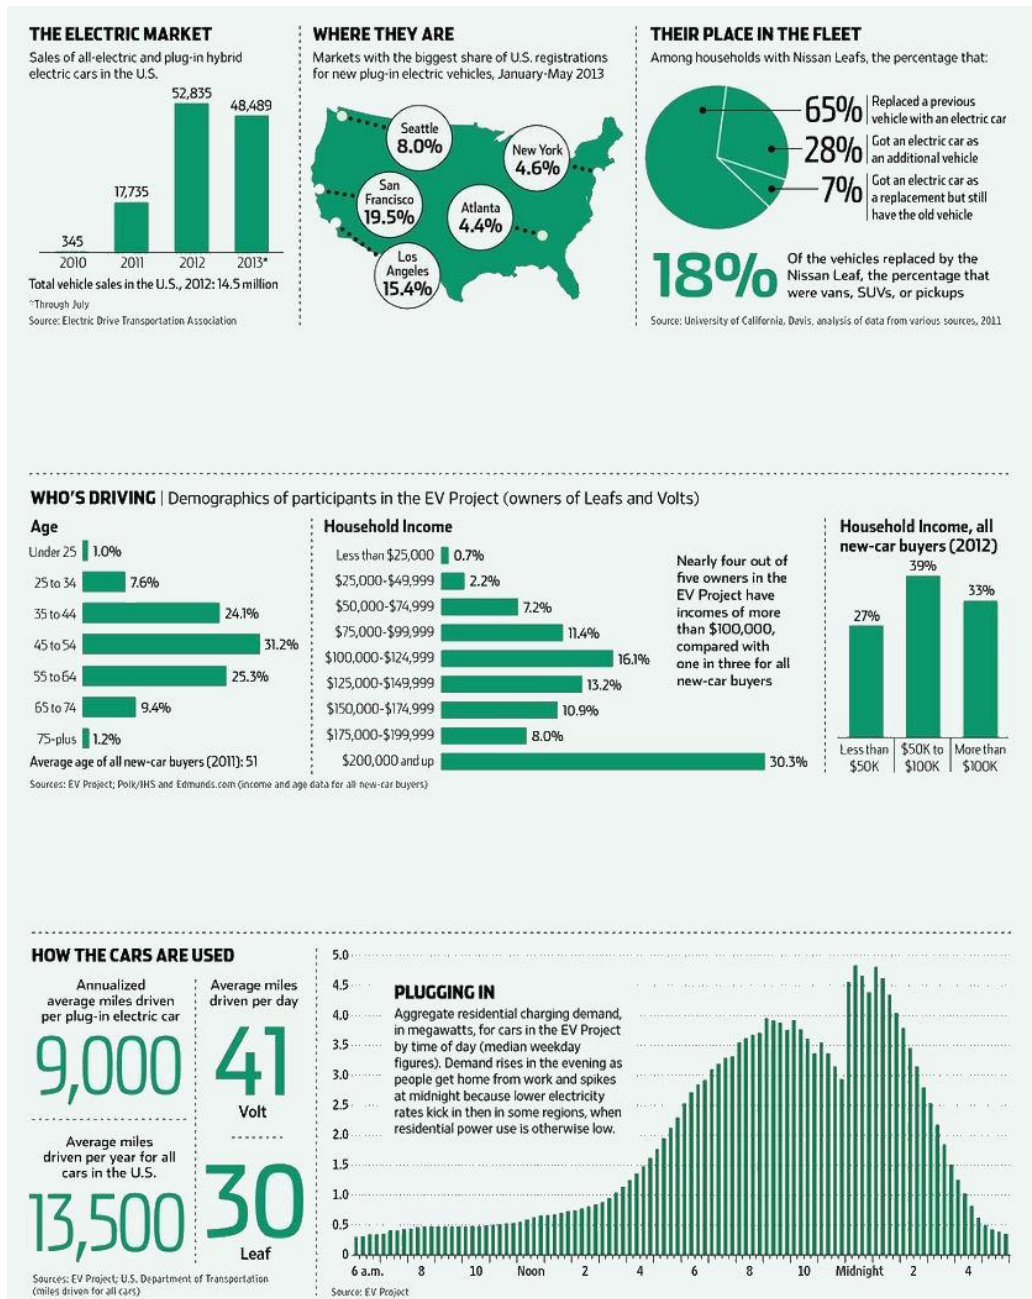 THE ELECTRIC MARKET
Sales of all-electric and plug-in hybrid
electric cars in the U.S.
52,835
48,489
17,735
345
2010
2011
2012
2013*
Total vehicle sales in the U.S., 2012: 14.5 million
*Through July
Source: Electric Drive Transportation Association
WHERE THEY ARE
Markets with the biggest share of U.S. registrations
for new plug-in electric vehicles, January-May 2013
Seattle
8.0%
New York
4.6%
San
Francisco
19.5%
Atlanta
4.4%
Los
Angeles
15.4%
THEIR PLACE IN THE FLEET
Among households with Nissan Leafs, the percentage that:
65% Replaced a previous
vehicle with an electric car
28% Got an electric car as
an additional vehicle
7% Got an electric car as
a replacement but still
have the old vehicle
18% Of the vehicles replaced by the
Nissan Leaf, the percentage that
were vans, SUVs, or pickups
Source: University of California, Davis, analysis of data from various sources, 2011
WHO'S DRIVING | Demographics of participants in the EV Project (owners of Leafs and Volts)
Age
Under 25 1.0%
25 to 34 7.6%
35 to 44 24.1%
45 to 54 31.2%
55 to 64 25.3%
65 to 74 9.4%
75-plus 1.2%
Average age of all new-car buyers (2011): 51
Household Income
Less than $25,000 0.7%
$25,000-$49,999 2.2%
$50,000-$74,999 7.2%
$75,000-$99,999 11.4%
$100,000-$124,999 16.1%
$125,000-$149,999 13.2%
$150,000-$174,999 10.9%
$175,000-$199,999 8.0%
$200,000 and up 30.3%
Nearly four out of
five owners in the
EV Project have
incomes of more
than $100,000,
compared with
one in three for all
new-car buyers
Household Income, all
new-car buyers (2012)
39%
33%
27%
Less than
$50K
$50K to
$100K
More than
$100K
Sources: EV Project; Polk/IHS and Edmunds.com (income and age data for all new-car buyers)
HOW THE CARS ARE USED
Annualized
average miles driven
per plug-in electric car
9,000
Average miles
driven per year for all
cars in the U.S.
13,500
Average miles
driven per day
41
Volt
30
Leaf
Sources: EV Project; U.S. Department of Transportation
(miles driven for all cars)
PLUGGING IN
Aggregate residential charging demand,
in megawatts, for cars in the EV Project
by time of day (median weekday
figures). Demand rises in the evening as
people get home from work and spikes
at midnight because lower electricity
rates kick in then in some regions, when
residential power use is otherwise low.
5.0
4.5
4.0
3.5
3.0
2.5
2.0
1.5
1.0
0.5
0
6 a.m. 8 10 Noon 2 4 6 8 10 Midnight 2 4
Source: EV Project